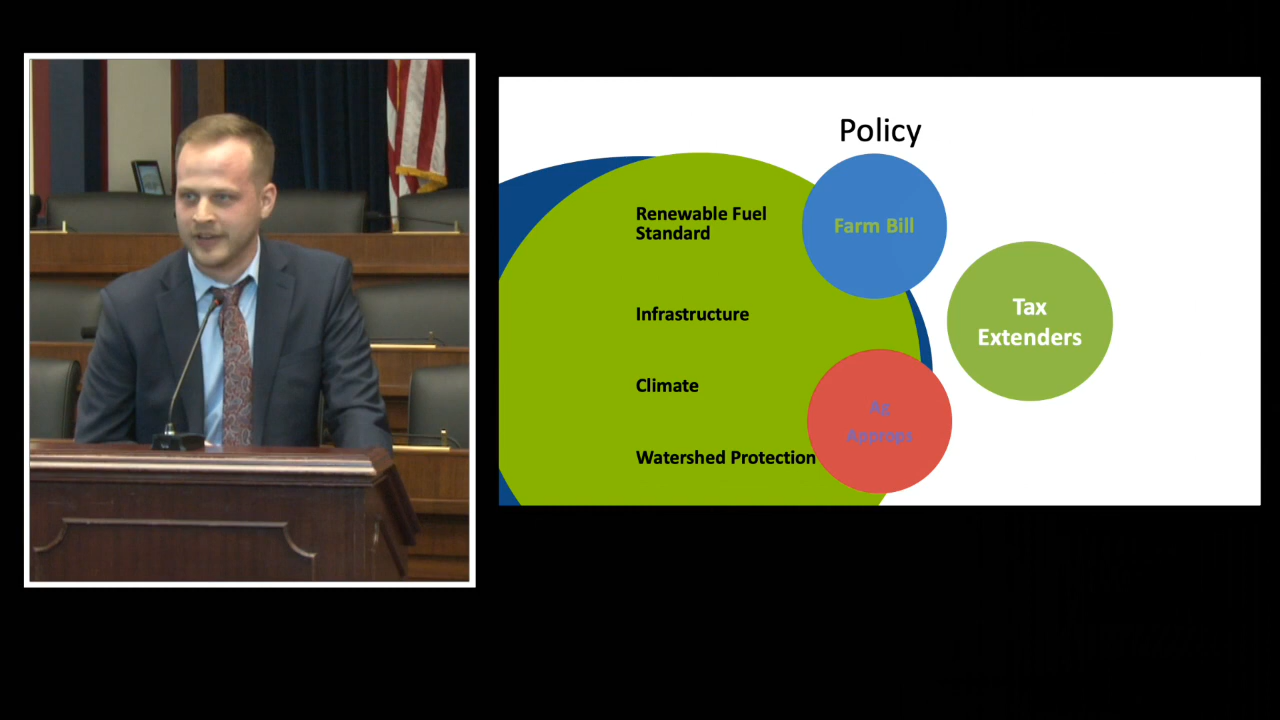 Policy
Renewable Fuel
Standard
Farm Bill
Tax
Extenders
Infrastructure
Climate
Ag
Approps
Watershed Protection